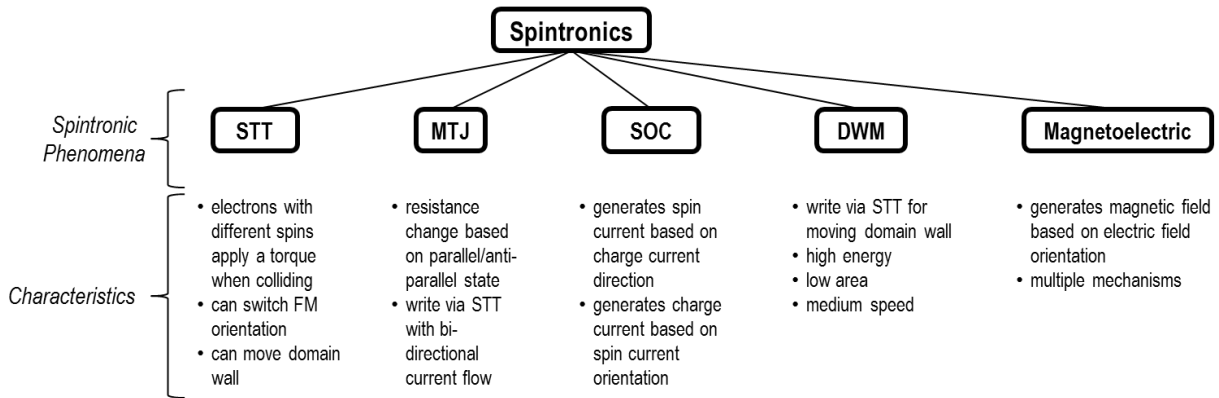 Spintronics
Spintronic
Phenomena
STT
MTJ
SOC
DWM
Magnetoelectric
Characteristics
• electrons with
different spins
apply a torque
when colliding
• can switch FM
orientation
• can move domain
wall
• resistance
change based
on parallel/anti-
parallel state
• write via STT
with bi-
directional
current flow
• generates spin
current based on
charge current
direction
• generates charge
current based on
spin current
orientation
• write via STT for
moving domain wall
• high energy
• low area
• medium speed
• generates magnetic field
based on electric field
orientation
• multiple mechanisms